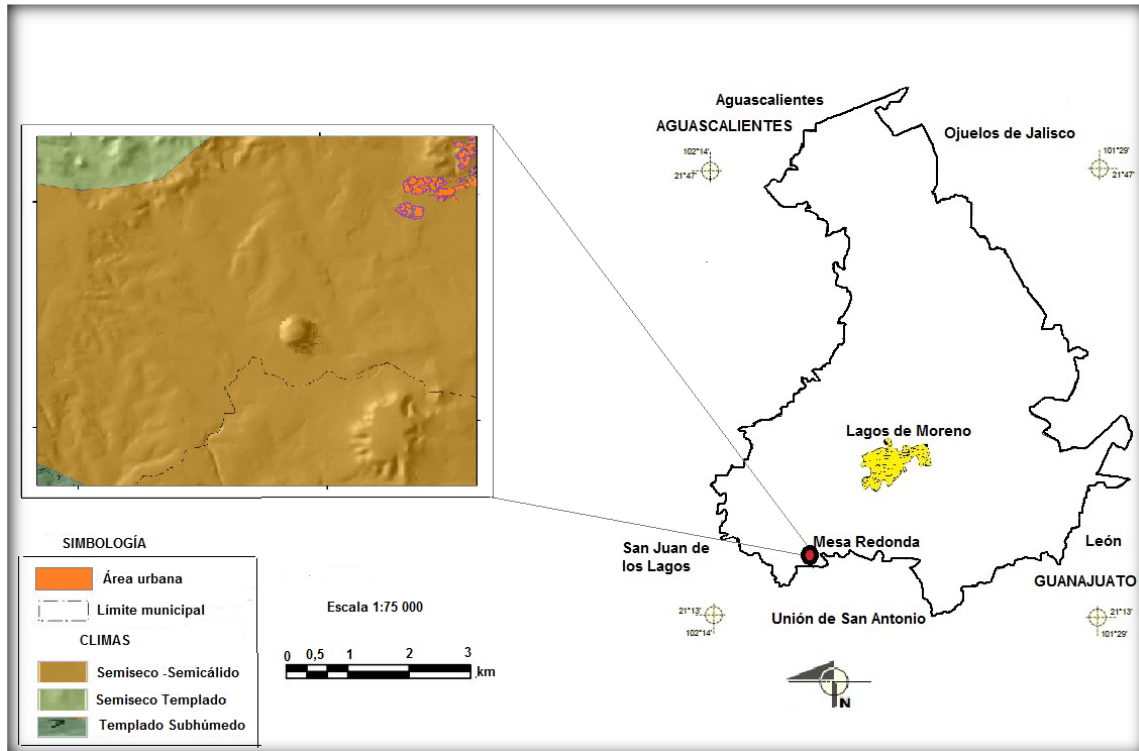 Aguascalientes
AGUASCALIENTES
Ojuelos de Jalisco
102°14'
21°47'
101°29'
21°47'
Lagos de Moreno
Mesa Redonda
San Juan de
los Lagos
León
GUANAJUATO
Unión de San Antonio
21°13'
102°14'
21°13'
101°29'
N
SIMBOLOGÍA
Área urbana
Límite municipal
CLIMAS
Semiseco -Semicálido
Semiseco Templado
Templado Subhúmedo
Escala 1:75 000
0 0,5 1 2 3
km